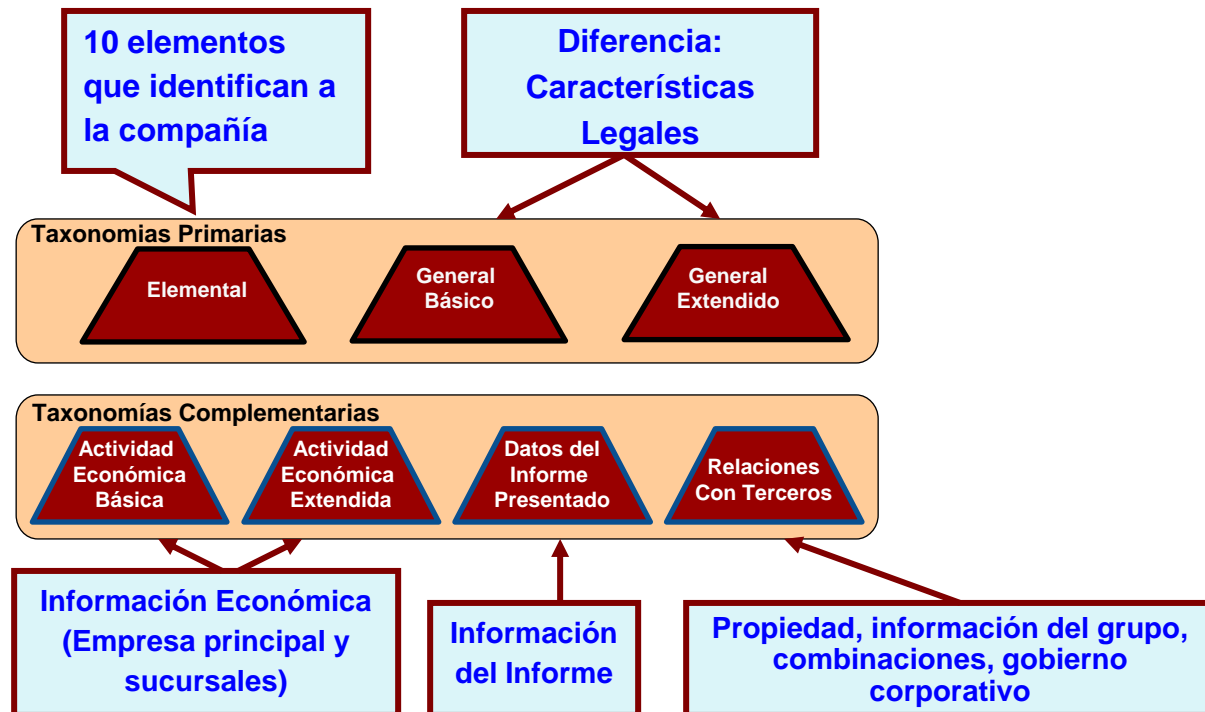 10 elementos
que identifican a
la compañía
Diferencia:
Características
Legales
Taxonomias Primarias
Elemental
General
Básico
General
Extendido
Taxonomías Complementarias
Actividad
Económica
Básica
Actividad
Económica
Extendida
Datos del
Informe
Presentado
Relaciones
Con Terceros
Información Económica
(Empresa principal y
sucursales)
Información
del Informe
Propiedad, información del grupo,
combinaciones, gobierno
corporativo